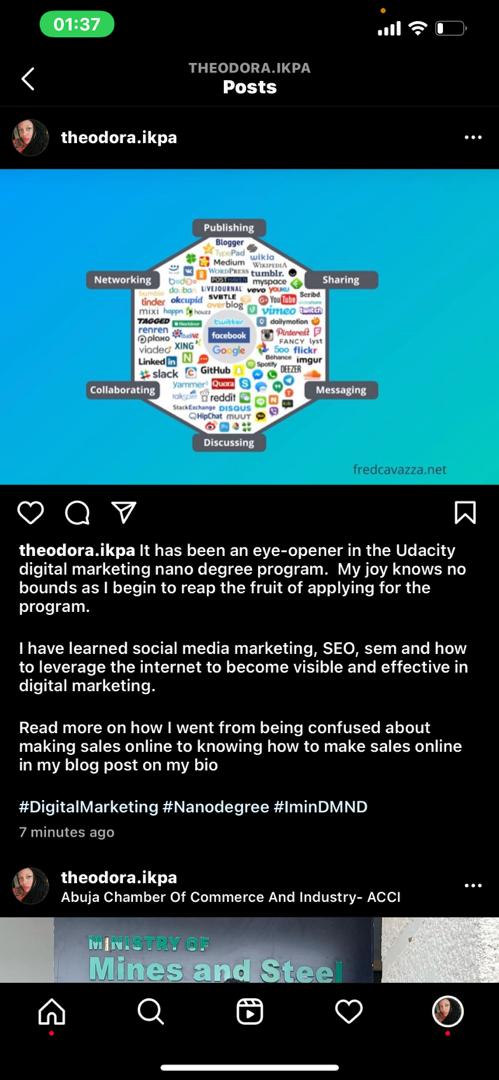 01:37
THEODORA.IKPA
Posts
theodora.ikpa
Publishing
Networking
Sharing
Collaborating
Messaging
Discussing
Blogger
TypePad
Medium
wikia
WIKIPEDIA
WORDPRESS
tumblr.
myspace
LIVEJOURNAL
vevo
SVBTLE
overblog
YouTube
Scribd.
tinder
okcupid
vimeo
twitch
mixi
happn
houzz
TAGGED
twitter
dailymotion
renren
facebook
Pinterest
FANCY
lyst
viadeo
XING
Google
500
flickr
Behance
imgur
Linked in
Spotify
DEEZER
slack
GitHub
yammer
Quora
reddit
StackExchange
DISQUS
HipChat
MUUT
fredcavazza.net
theodora.ikpa It has been an eye-opener in the Udacity
digital marketing nano degree program. My joy knows no
bounds as I begin to reap the fruit of applying for the
program.
I have learned social media marketing, SEO, sem and how
to leverage the internet to become visible and effective in
digital marketing.
Read more on how I went from being confused about
making sales online to knowing how to make sales online
in my blog post on my bio
#DigitalMarketing #Nanodegree #IminDMND
7 minutes ago
theodora.ikpa
Abuja Chamber Of Commerce And Industry- ACCI
MINISTRY OF
Mines and Steel